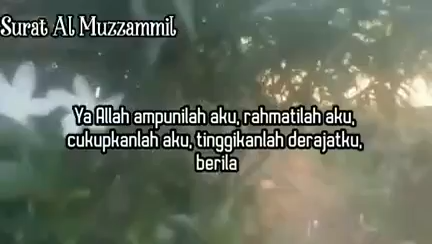 Surat Al Muzzammil
Ya Allah ampunilah aku, rahmatilah aku,
cukupkanlah aku, tinggikanlah derajatku,
berila